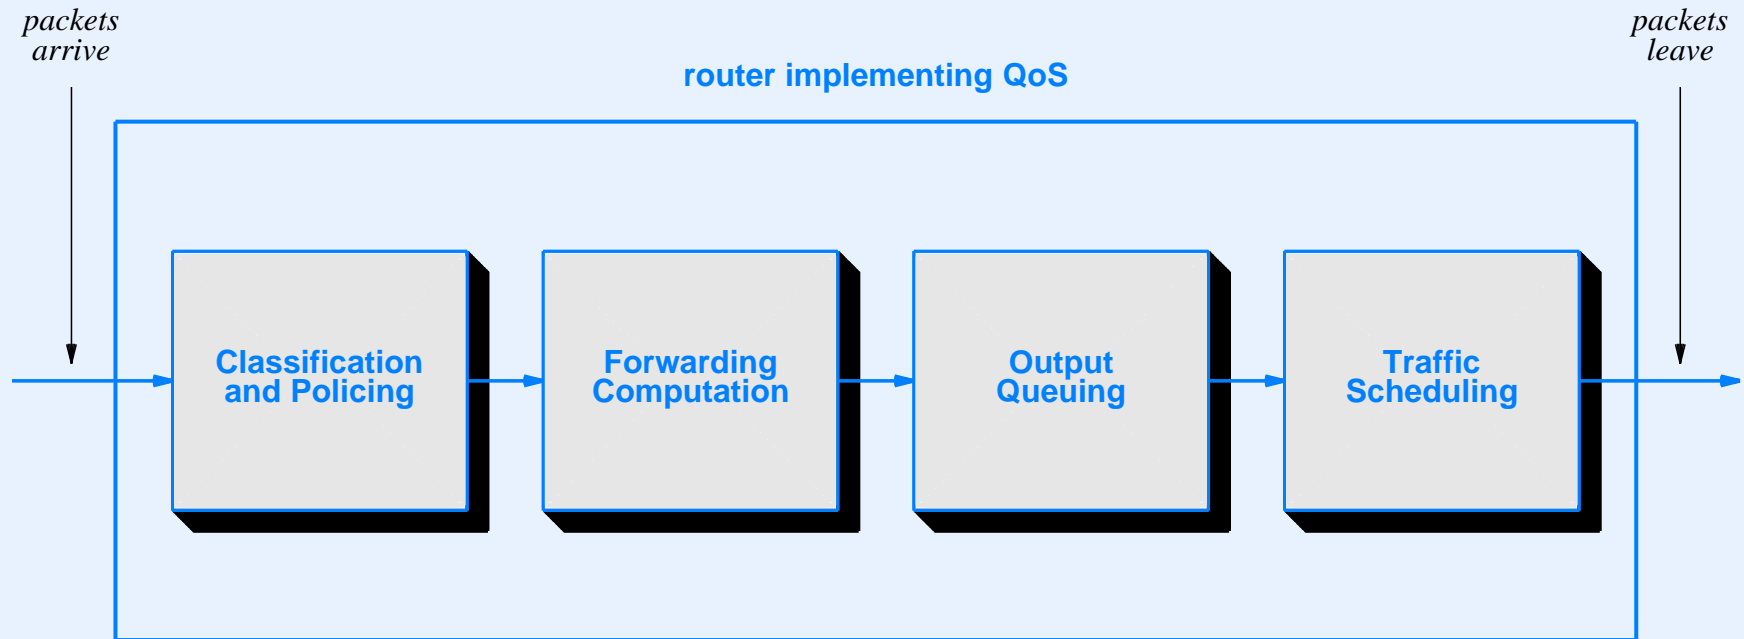 packets
arrive
packets
leave
router implementing QoS
Classification
and Policing
Forwarding
Computation
Output
Queuing
Traffic
Scheduling